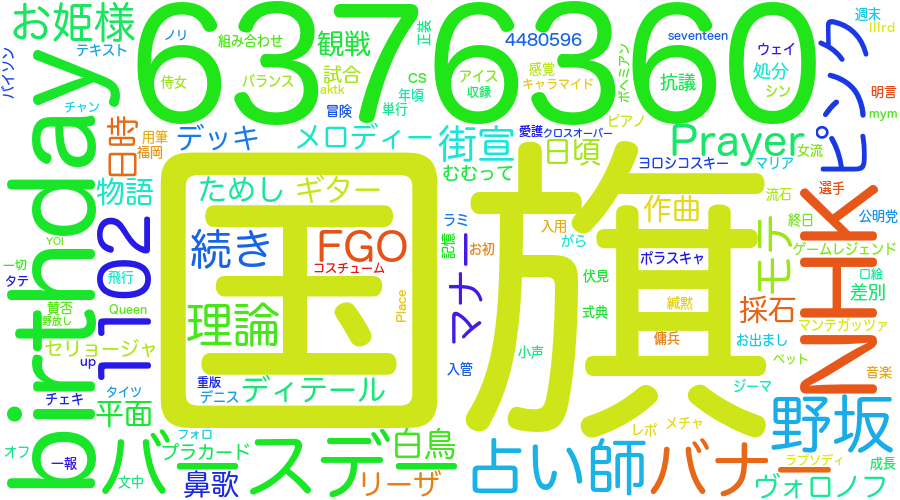 お姫様
637
6360
ノリ
組み合わせ
観戦
正装
4480596
seventeen
週末
IIIrd
テキスト
パイソン
侍女
バランス
試合
aktk
CS
年頃
アイス
収録
感覚
キャラマイド
ボヘミアン
抗議
ウェイ
処分
シン
ピンク
明言
mym
チャン
冒険
単行
birthday
日時
用筆
福岡
デッキ
メロディー
街宣
愛護
クロスオーバー
ピアノ
日頃
Prayer
女流
ヨロシコスキー
マリア
むむって
物語
ためし
ギター
国旗
作曲
流石
選手
NHK
1102
続き
FGO
コスチューム
記憶
ラミ
お初
マナー
入用
がら
ポラスキャ
モテ
終日
公明党
ゲームレジェンド
YOI
一切
タテ
飛行
伏見
口絵
差別
賛否
野放し
Queen
理論
Place
式典
緘黙
採石
マンテガッツァ
セリョージャ
傭兵
お出まし
小声
ペット
up
入管
重版
デニス
ディテール
ジーマ
音楽
チェキ
タイツ
平面
レポ
メチャ
野坂
オフ
一報
バースデー
フォロ
プラカード
白鳥
占い師
バナー
ラプソディ
成長
文中
鼻歌
リーザ
ヴォロノフ